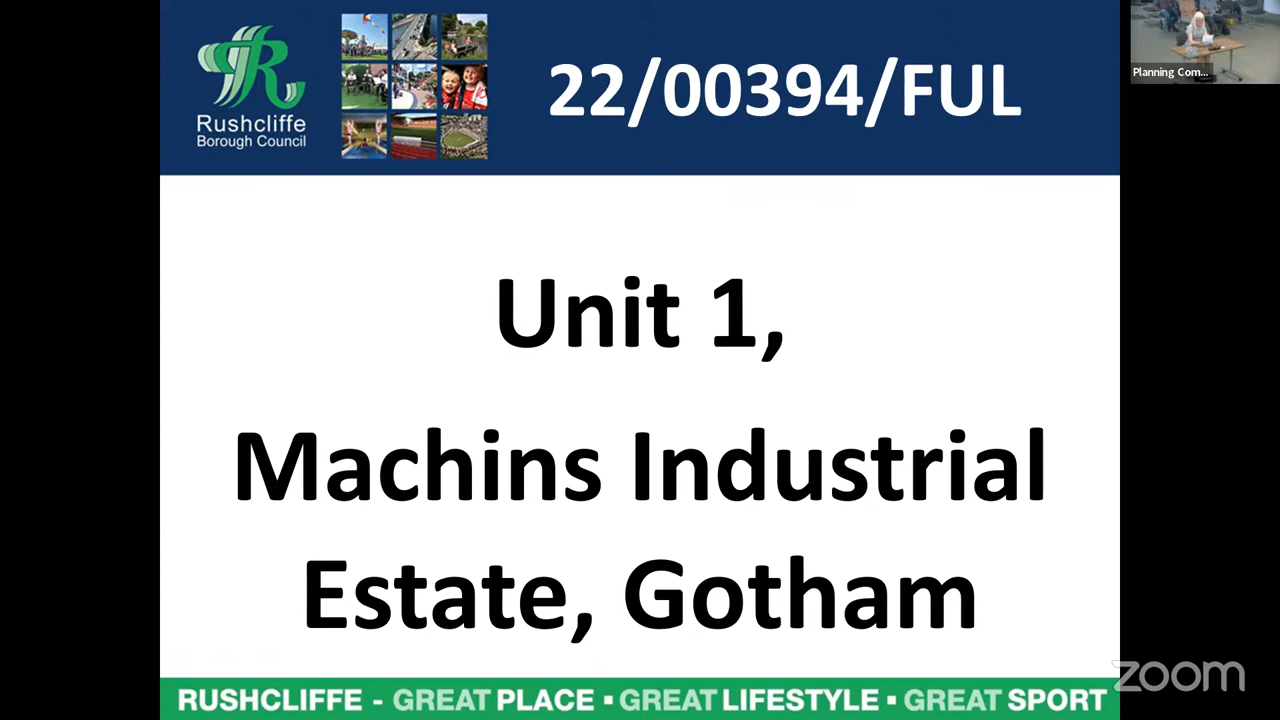 Rushcliffe
Borough Council
22/00394/FUL
Planning Com...
Unit 1,
Machins Industrial
Estate, Gotham
RUSHCLIFFE - GREAT PLACE ▪ GREAT LIFESTYLE ▪ GREAT SPORT
zoom